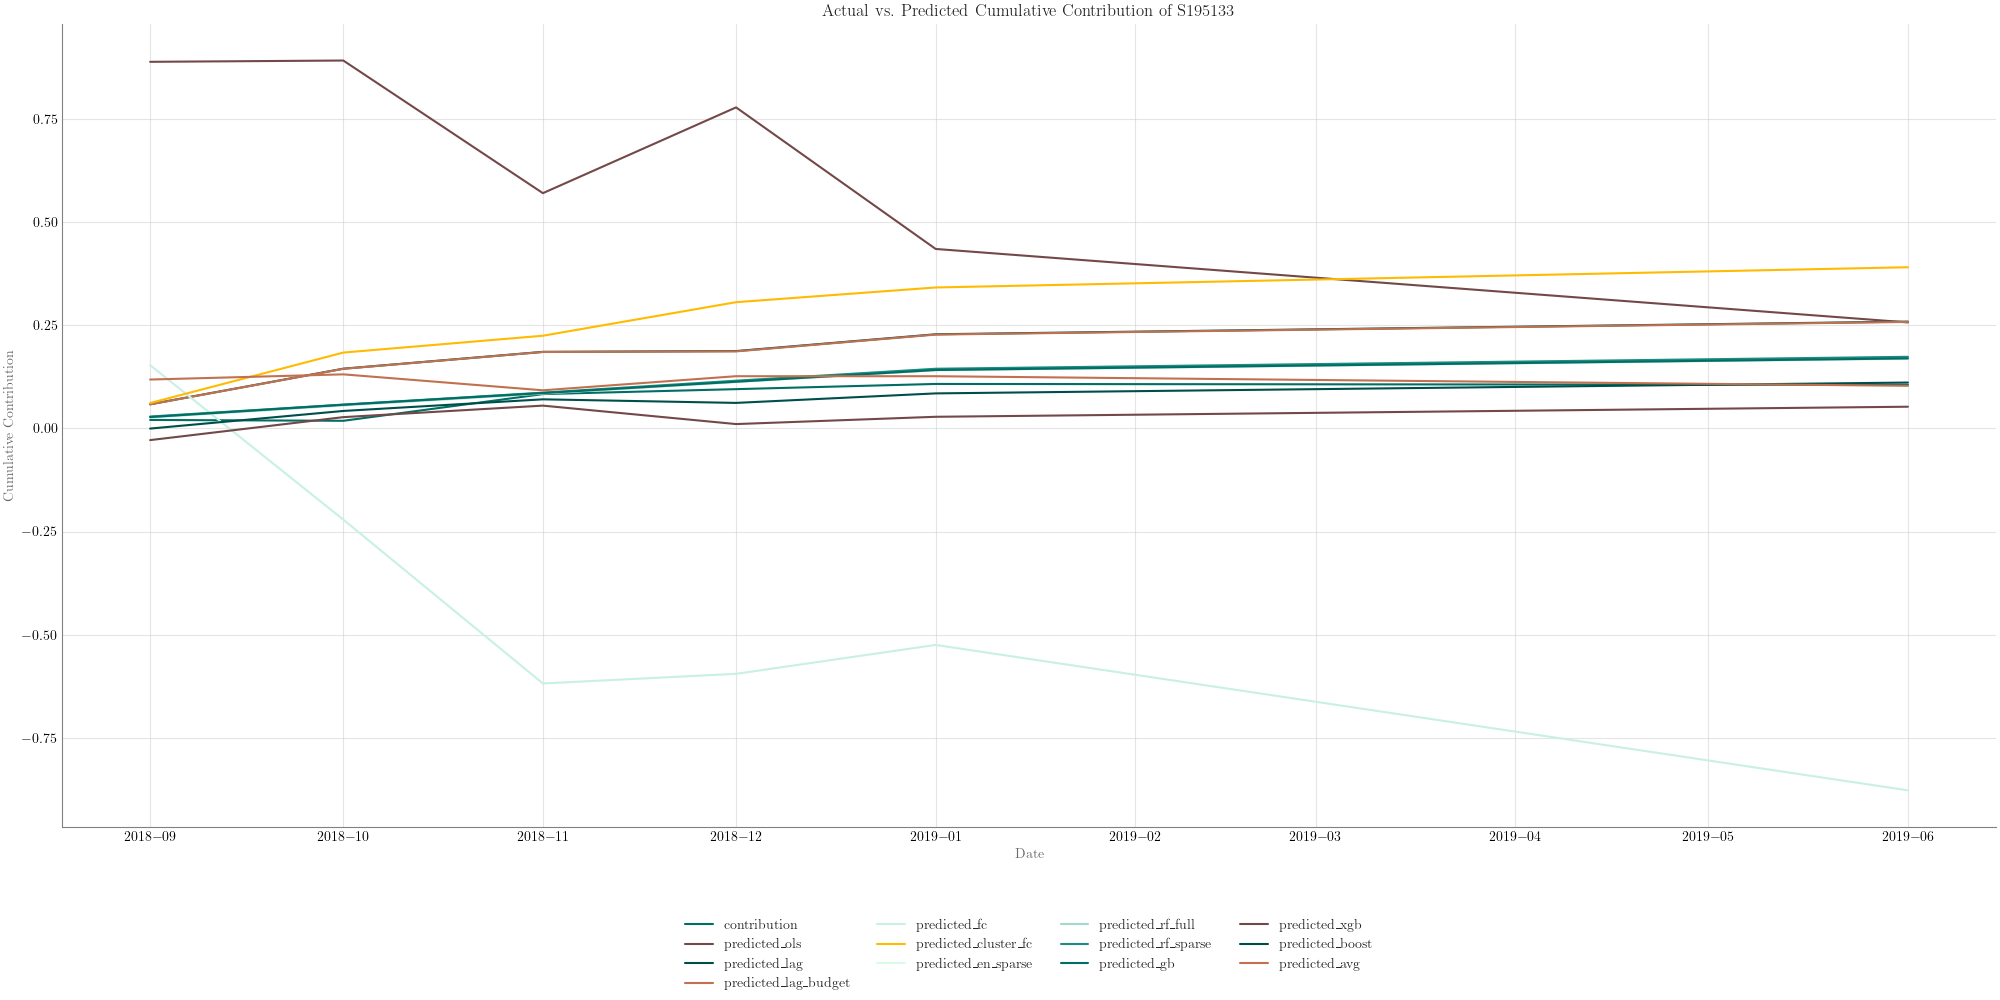 Actual vs. Predicted Cumulative Contribution of S195133
Cumulative Contribution
0.75
0.50
0.25
0.00
−0.25
−0.50
−0.75
2018−09 2018−10 2018−11 2018−12 2019−01 2019−02 2019−03 2019−04 2019−05 2019−06
Date
contribution predicted_fc predicted_rf_full predicted_xgb
predicted_ols predicted_cluster_fc predicted_rf_sparse predicted_boost
predicted_lag predicted_en_sparse predicted_gb predicted_avg
predicted_lag_budget